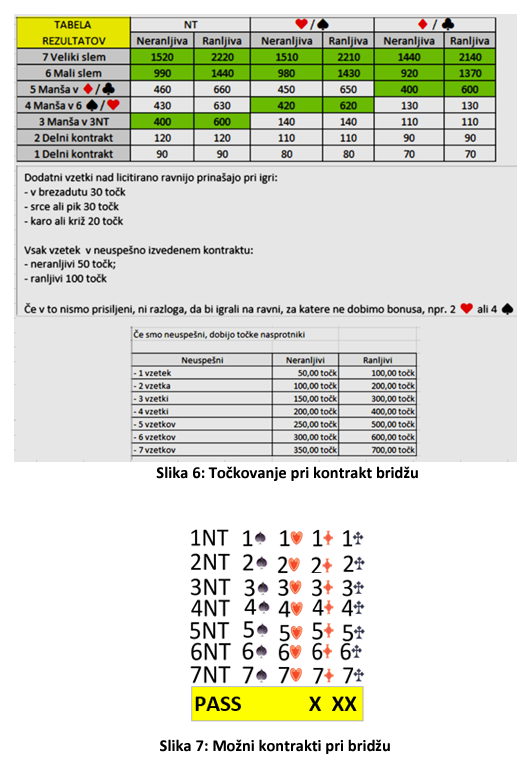 TABELA NT ♥ / ♠ ♦ / ♣
REZULTATOV Neranljiva Ranljiva Neranljiva Ranljiva Neranljiva Ranljiva
7 Veliki slem 1520 2220 1510 2210 1440 2140
6 Mali slem 990 1440 980 1430 920 1370
5 Manša v ♦ / ♣ 460 660 450 650 400 600
4 Manša v 6 ♠ / ♥ 430 630 420 620 130 130
3 Manša v 3NT 400 600 140 140 110 110
2 Delni kontrakt 120 120 110 110 90 90
1 Delni kontrakt 90 90 80 80 70 70
Dodatni vzetki nad licitirano ravnijo prinašajo pri igri:
- v brezadutu 30 točk
- srce ali pik 30 točk
- karo ali križ 20 točk
Vsak vzetek v neuspešno izvedenem kontraktu:
- neranljivi 50 točk;
- ranljivi 100 točk
Če v to nismo prisiljeni, ni razloga, da bi igrali na ravni, za katere ne dobimo bonusa, npr. 2 ♥ ali 4 ♠
Če smo neuspešni, dobijo točke nasprotniki
Neuspešni Neranljivi Ranljivi
- 1 vzetek 50,00 točk 100,00 točk
- 2 vzetka 100,00 točk 200,00 točk
- 3 vzetki 150,00 točk 300,00 točk
- 4 vzetki 200,00 točk 400,00 točk
- 5 vzetkov 250,00 točk 500,00 točk
- 6 vzetkov 300,00 točk 600,00 točk
- 7 vzetkov 350,00 točk 700,00 točk
Slika 6: Točkovanje pri kontrakt bridžu
1NT 1♠ 1♥ 1♦ 1♣
2NT 2♠ 2♥ 2♦ 2♣
3NT 3♠ 3♥ 3♦ 3♣
4NT 4♠ 4♥ 4♦ 4♣
5NT 5♠ 5♥ 5♦ 5♣
6NT 6♠ 6♥ 6♦ 6♣
7NT 7♠ 7♥ 7♦ 7♣
PASS X XX
Slika 7: Možni kontrakti pri bridžu